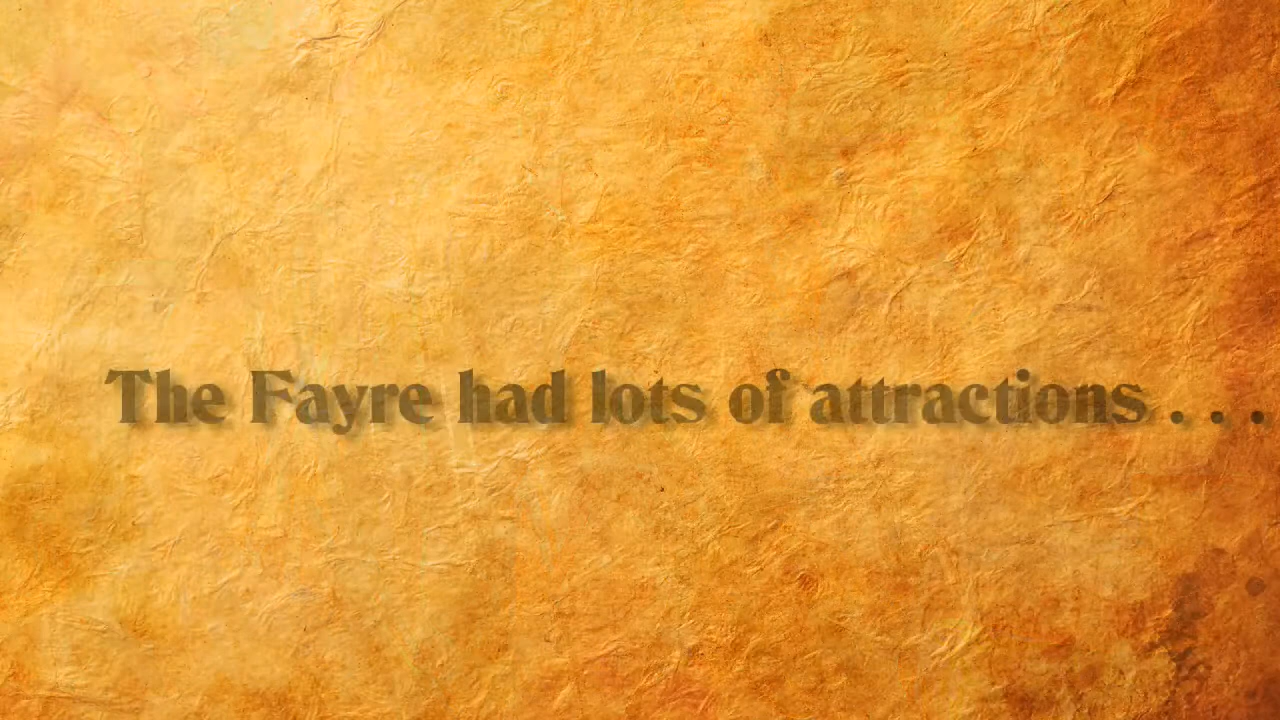 The Fayre had lots of attractions . . .